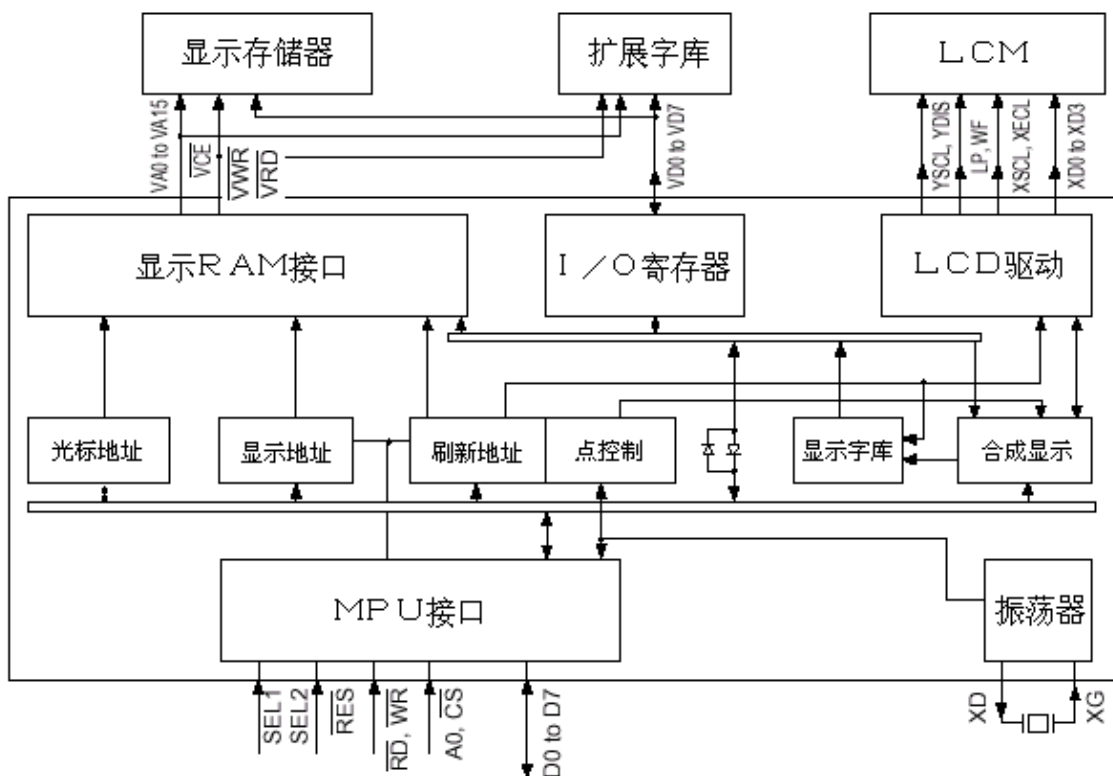 显示存储器
扩展字库
LCM
VA0 to VA15
VCE
VWR
VRD
VD0 to VD7
YSCL, YDIS
LP, WF
XSCL, XECL
XD0 to XD3
显示RAM接口
I/O寄存器
LCD驱动
光标地址
显示地址
刷新地址
点控制
显示字库
合成显示
MPU接口
振荡器
SEL1
SEL2
RES
RD, WR
A0, CS
D0 to D7
XD
XG